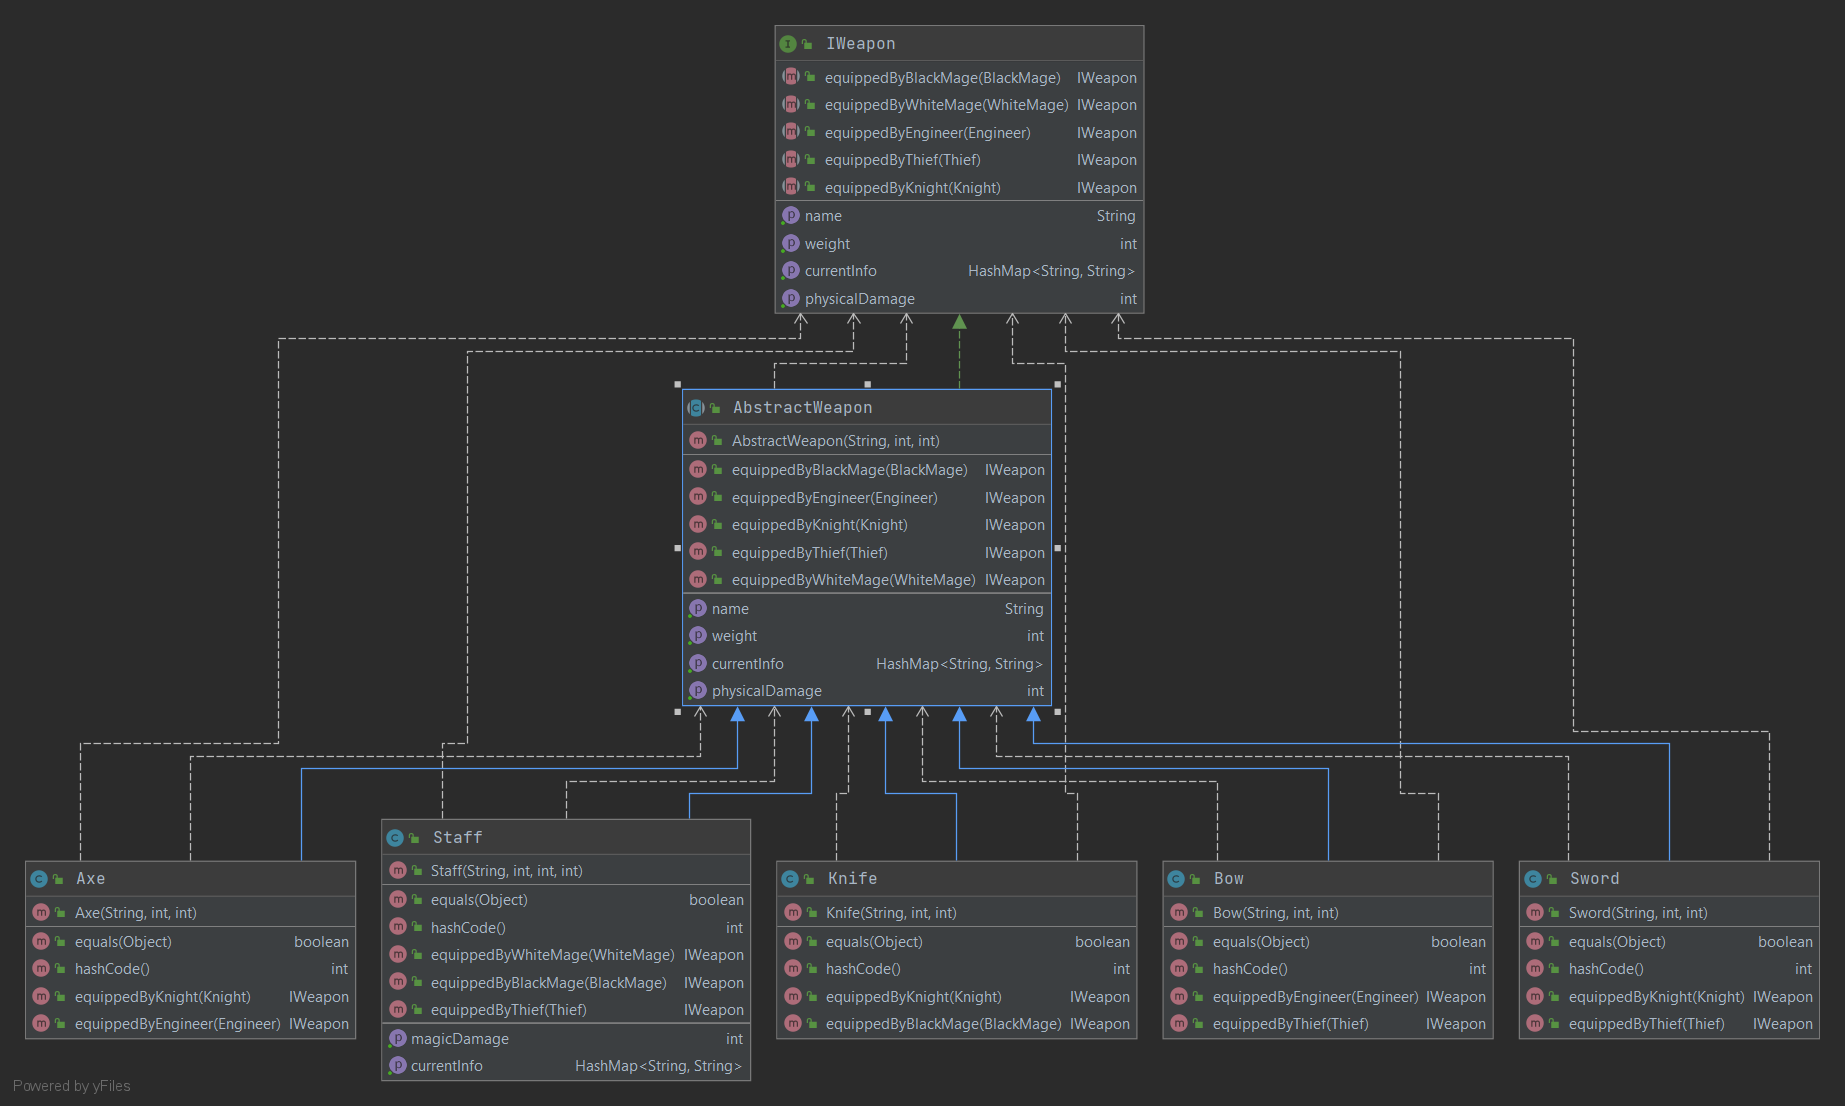 IWeapon
equippedByBlackMage(BlackMage) IWeapon
equippedByWhiteMage(WhiteMage) IWeapon
equippedByEngineer(Engineer) IWeapon
equippedByThief(Thief) IWeapon
equippedByKnight(Knight) IWeapon
name String
weight int
currentInfo HashMap<String, String>
physicalDamage int
AbstractWeapon
AbstractWeapon(String, int, int)
equippedByBlackMage(BlackMage) IWeapon
equippedByEngineer(Engineer) IWeapon
equippedByKnight(Knight) IWeapon
equippedByThief(Thief) IWeapon
equippedByWhiteMage(WhiteMage) IWeapon
name String
weight int
currentInfo HashMap<String, String>
physicalDamage int
Axe
Axe(String, int, int)
equals(Object) boolean
hashCode() int
equippedByKnight(Knight) IWeapon
equippedByEngineer(Engineer) IWeapon
Staff
Staff(String, int, int, int)
equals(Object) boolean
hashCode() int
equippedByWhiteMage(WhiteMage) IWeapon
equippedByBlackMage(BlackMage) IWeapon
equippedByThief(Thief) IWeapon
magicDamage int
currentInfo HashMap<String, String>
Knife
Knife(String, int, int)
equals(Object) boolean
hashCode() int
equippedByKnight(Knight) IWeapon
equippedByBlackMage(BlackMage) IWeapon
Bow
Bow(String, int, int)
equals(Object) boolean
hashCode() int
equippedByEngineer(Engineer) IWeapon
equippedByThief(Thief) IWeapon
Sword
Sword(String, int, int)
equals(Object) boolean
hashCode() int
equippedByKnight(Knight) IWeapon
equippedByThief(Thief) IWeapon
Powered by yFiles